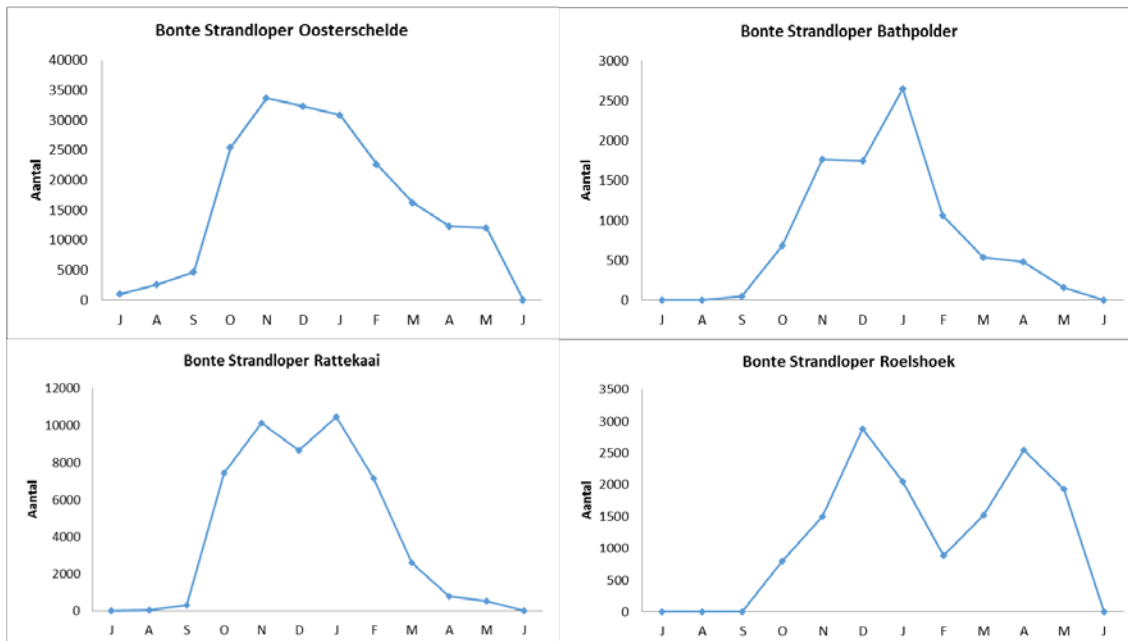 Bonte Strandloper Oosterschelde
Aantal
40000
35000
30000
25000
20000
15000
10000
5000
0
J A S O N D J F M A M J
Bonte Strandloper Bathpolder
Aantal
3000
2500
2000
1500
1000
500
0
J A S O N D J F M A M J
Bonte Strandloper Rattekaai
Aantal
12000
10000
8000
6000
4000
2000
0
J A S O N D J F M A M J
Bonte Strandloper Roelshoek
Aantal
3500
3000
2500
2000
1500
1000
500
0
J A S O N D J F M A M J